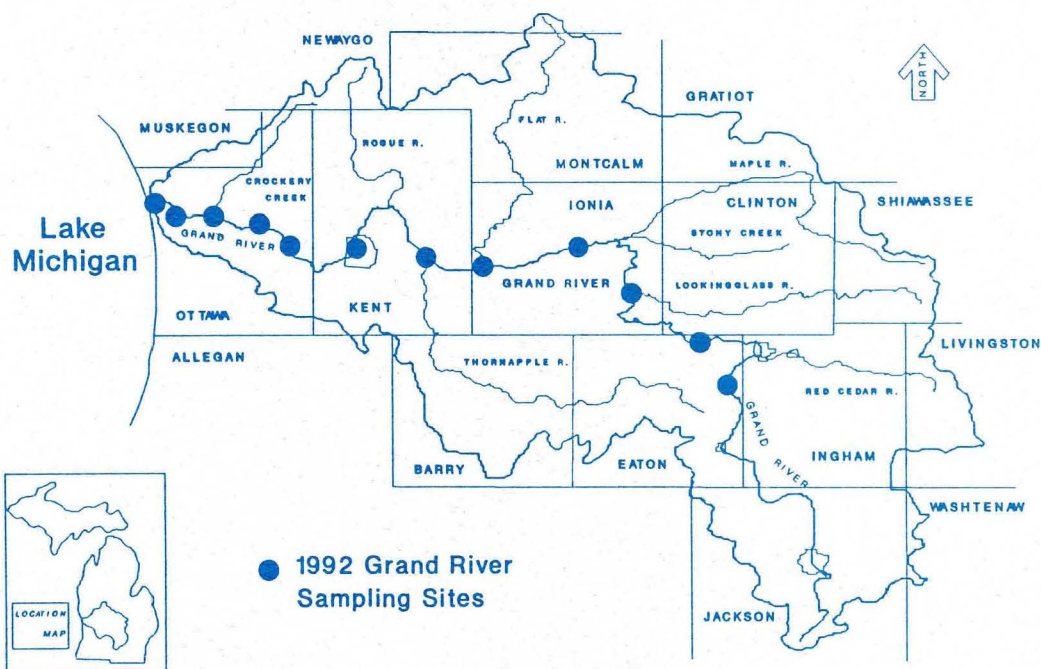 NEWAYGO
NORTH
GRATIOT
MUSKEGON
FLAT R.
ROGUE R.
MONTCALM
MAPLE R.
CROCKERY
CREEK
IONIA
CLINTON
SHIAWASSEE
Lake
Michigan
GRAND RIVER
STONY CREEK
GRAND RIVER
LOOKINGGLASS R.
KENT
OTTAWA
LIVINGSTON
ALLEGAN
THORNAPPLE R.
RED CEDAR R.
GRAND RIVER
BARRY
EATON
INGHAM
WASHTENAW
1992 Grand River
Sampling Sites
LOCATION
MAP
JACKSON